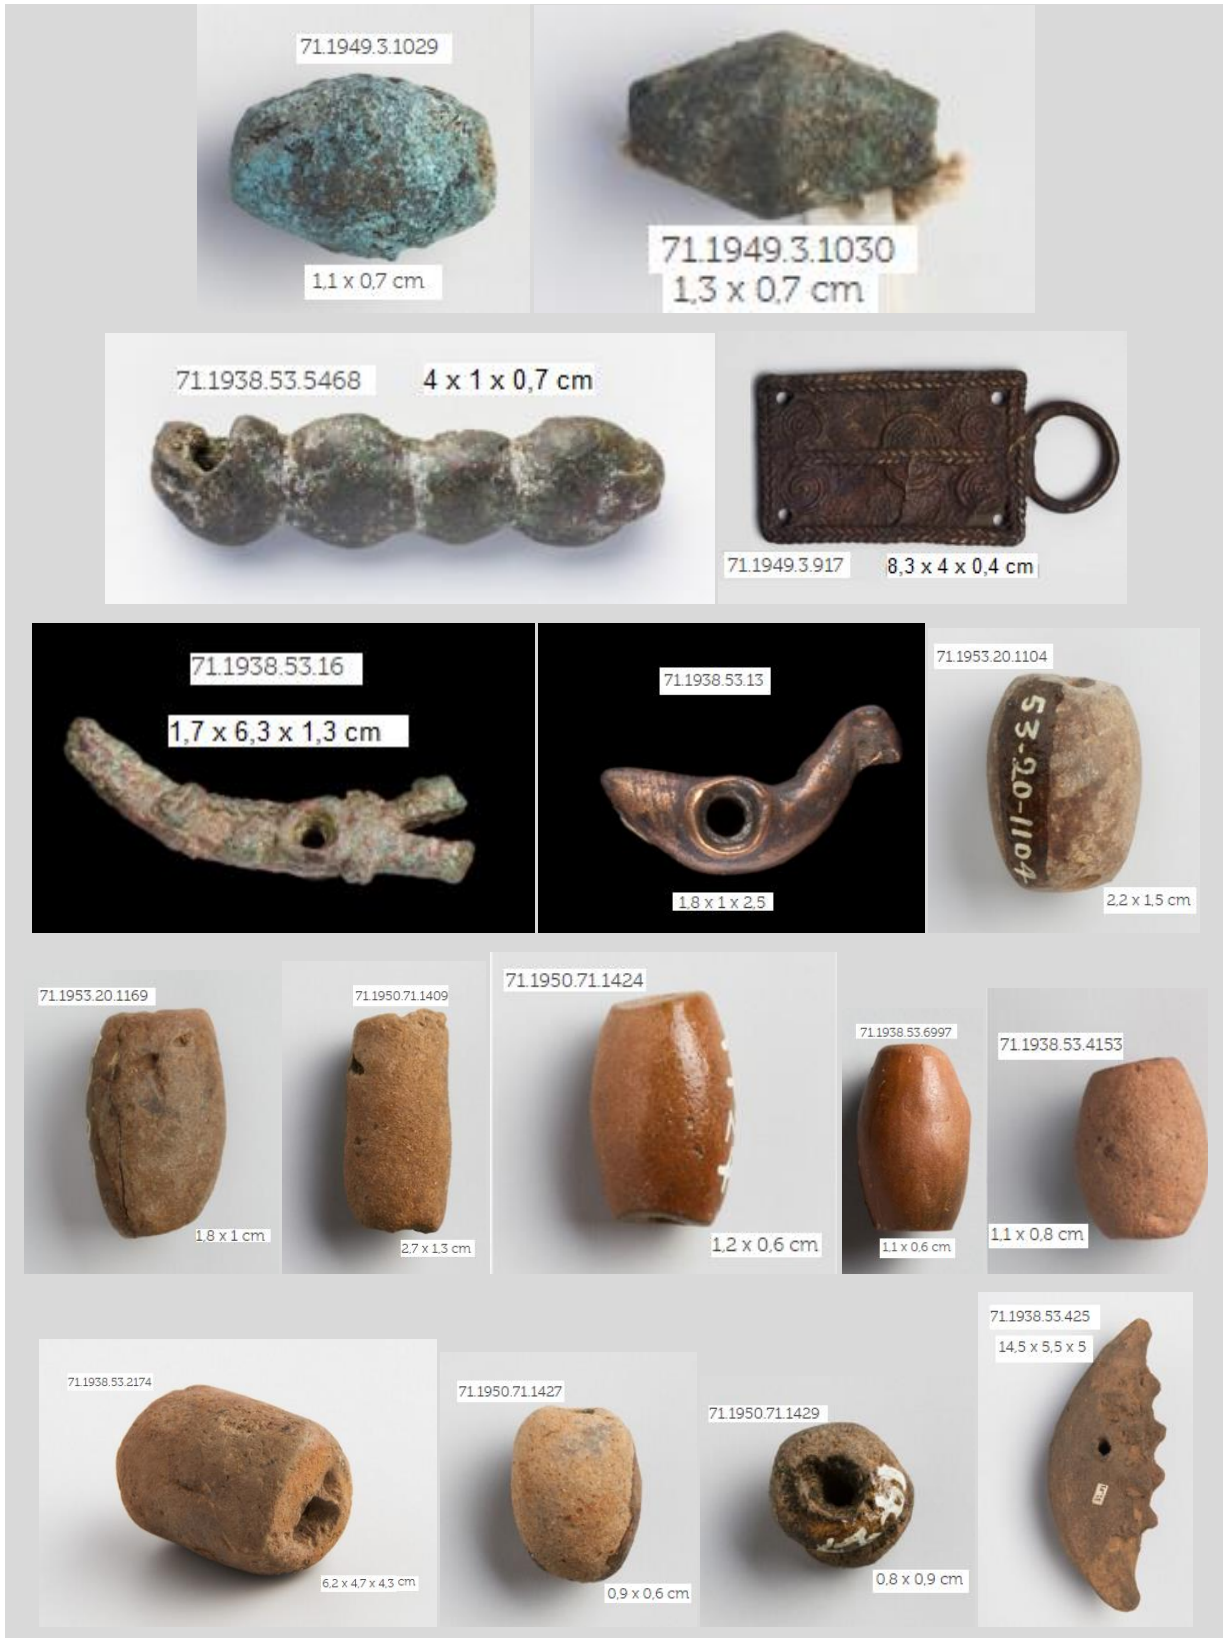 71.1949.3.1029
1,1 x 0,7 cm
71.1949.3.1030
1,3 x 0,7 cm
71.1938.53.5468
4 x 1 x 0,7 cm
71.1949.3.917
8,3 x 4 x 0,4 cm
71.1938.53.16
1,7 x 6,3 x 1,3 cm
71.1938.53.13
1,8 x 1 x 2,5
71.1953.20.1104
53-20-1104
2,2 x 1,5 cm
71.1953.20.1169
1,8 x 1 cm
71.1950.71.1409
2,7 x 1,3 cm
71.1950.71.1424
1,2 x 0,6 cm
71.1938.53.6997
1,1 x 0,6 cm
71.1938.53.4153
1,1 x 0,8 cm
71.1938.53.2174
6,2 x 4,7 x 4,3 cm
71.1950.71.1427
0,9 x 0,6 cm
71.1950.71.1429
0,8 x 0,9 cm
71.1938.53.425
14,5 x 5,5 x 5